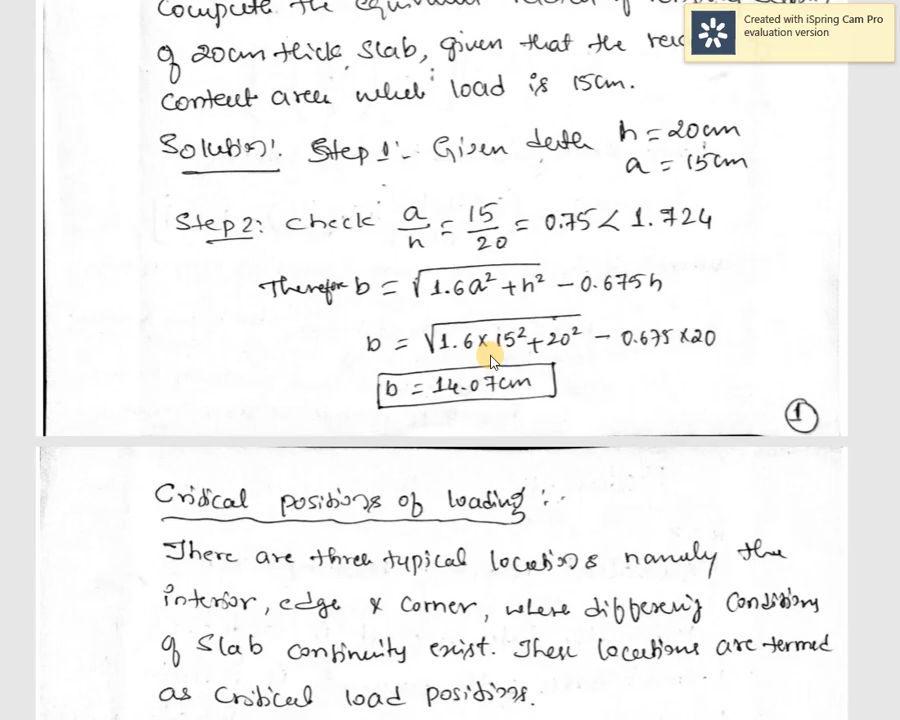 Compute the
of 20cm thick slab, given that the
Created with iSpring Cam Pro
evaluation version
contact area wheel load is 15cm.
Solution:. Step 1:- Given data h = 20cm
a = 15cm
Step 2: Check a/h = 15/20 = 0.75 < 1.724
Therefor b = √1.6a² + h² - 0.675h
b = √1.6 × 15² + 20² - 0.675 × 20
b = 14.07cm
1
Critical positions of loading :-
There are three typical locations namely the
interior, edge & corner, where differing conditions
of slab continuity exist. These locations are termed
as critical load positions.